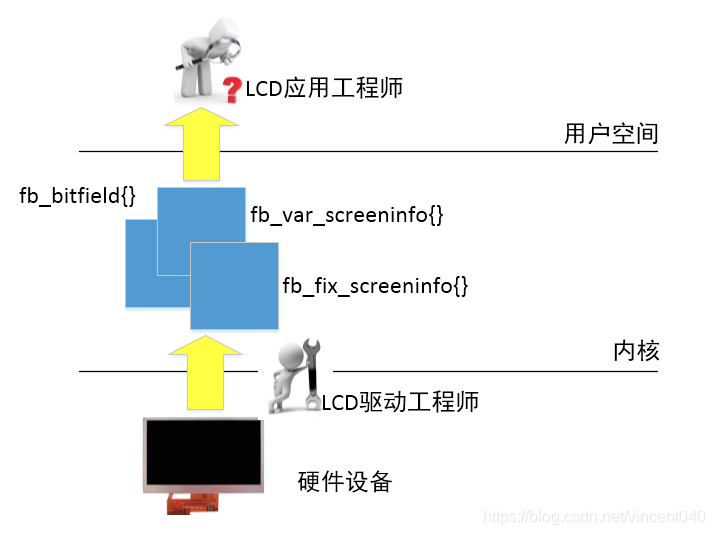 LCD应用工程师
用户空间
fb_bitfield{}
fb_var_screeninfo{}
fb_fix_screeninfo{}
内核
LCD驱动工程师
硬件设备
https://blog.csdn.net/vincent040